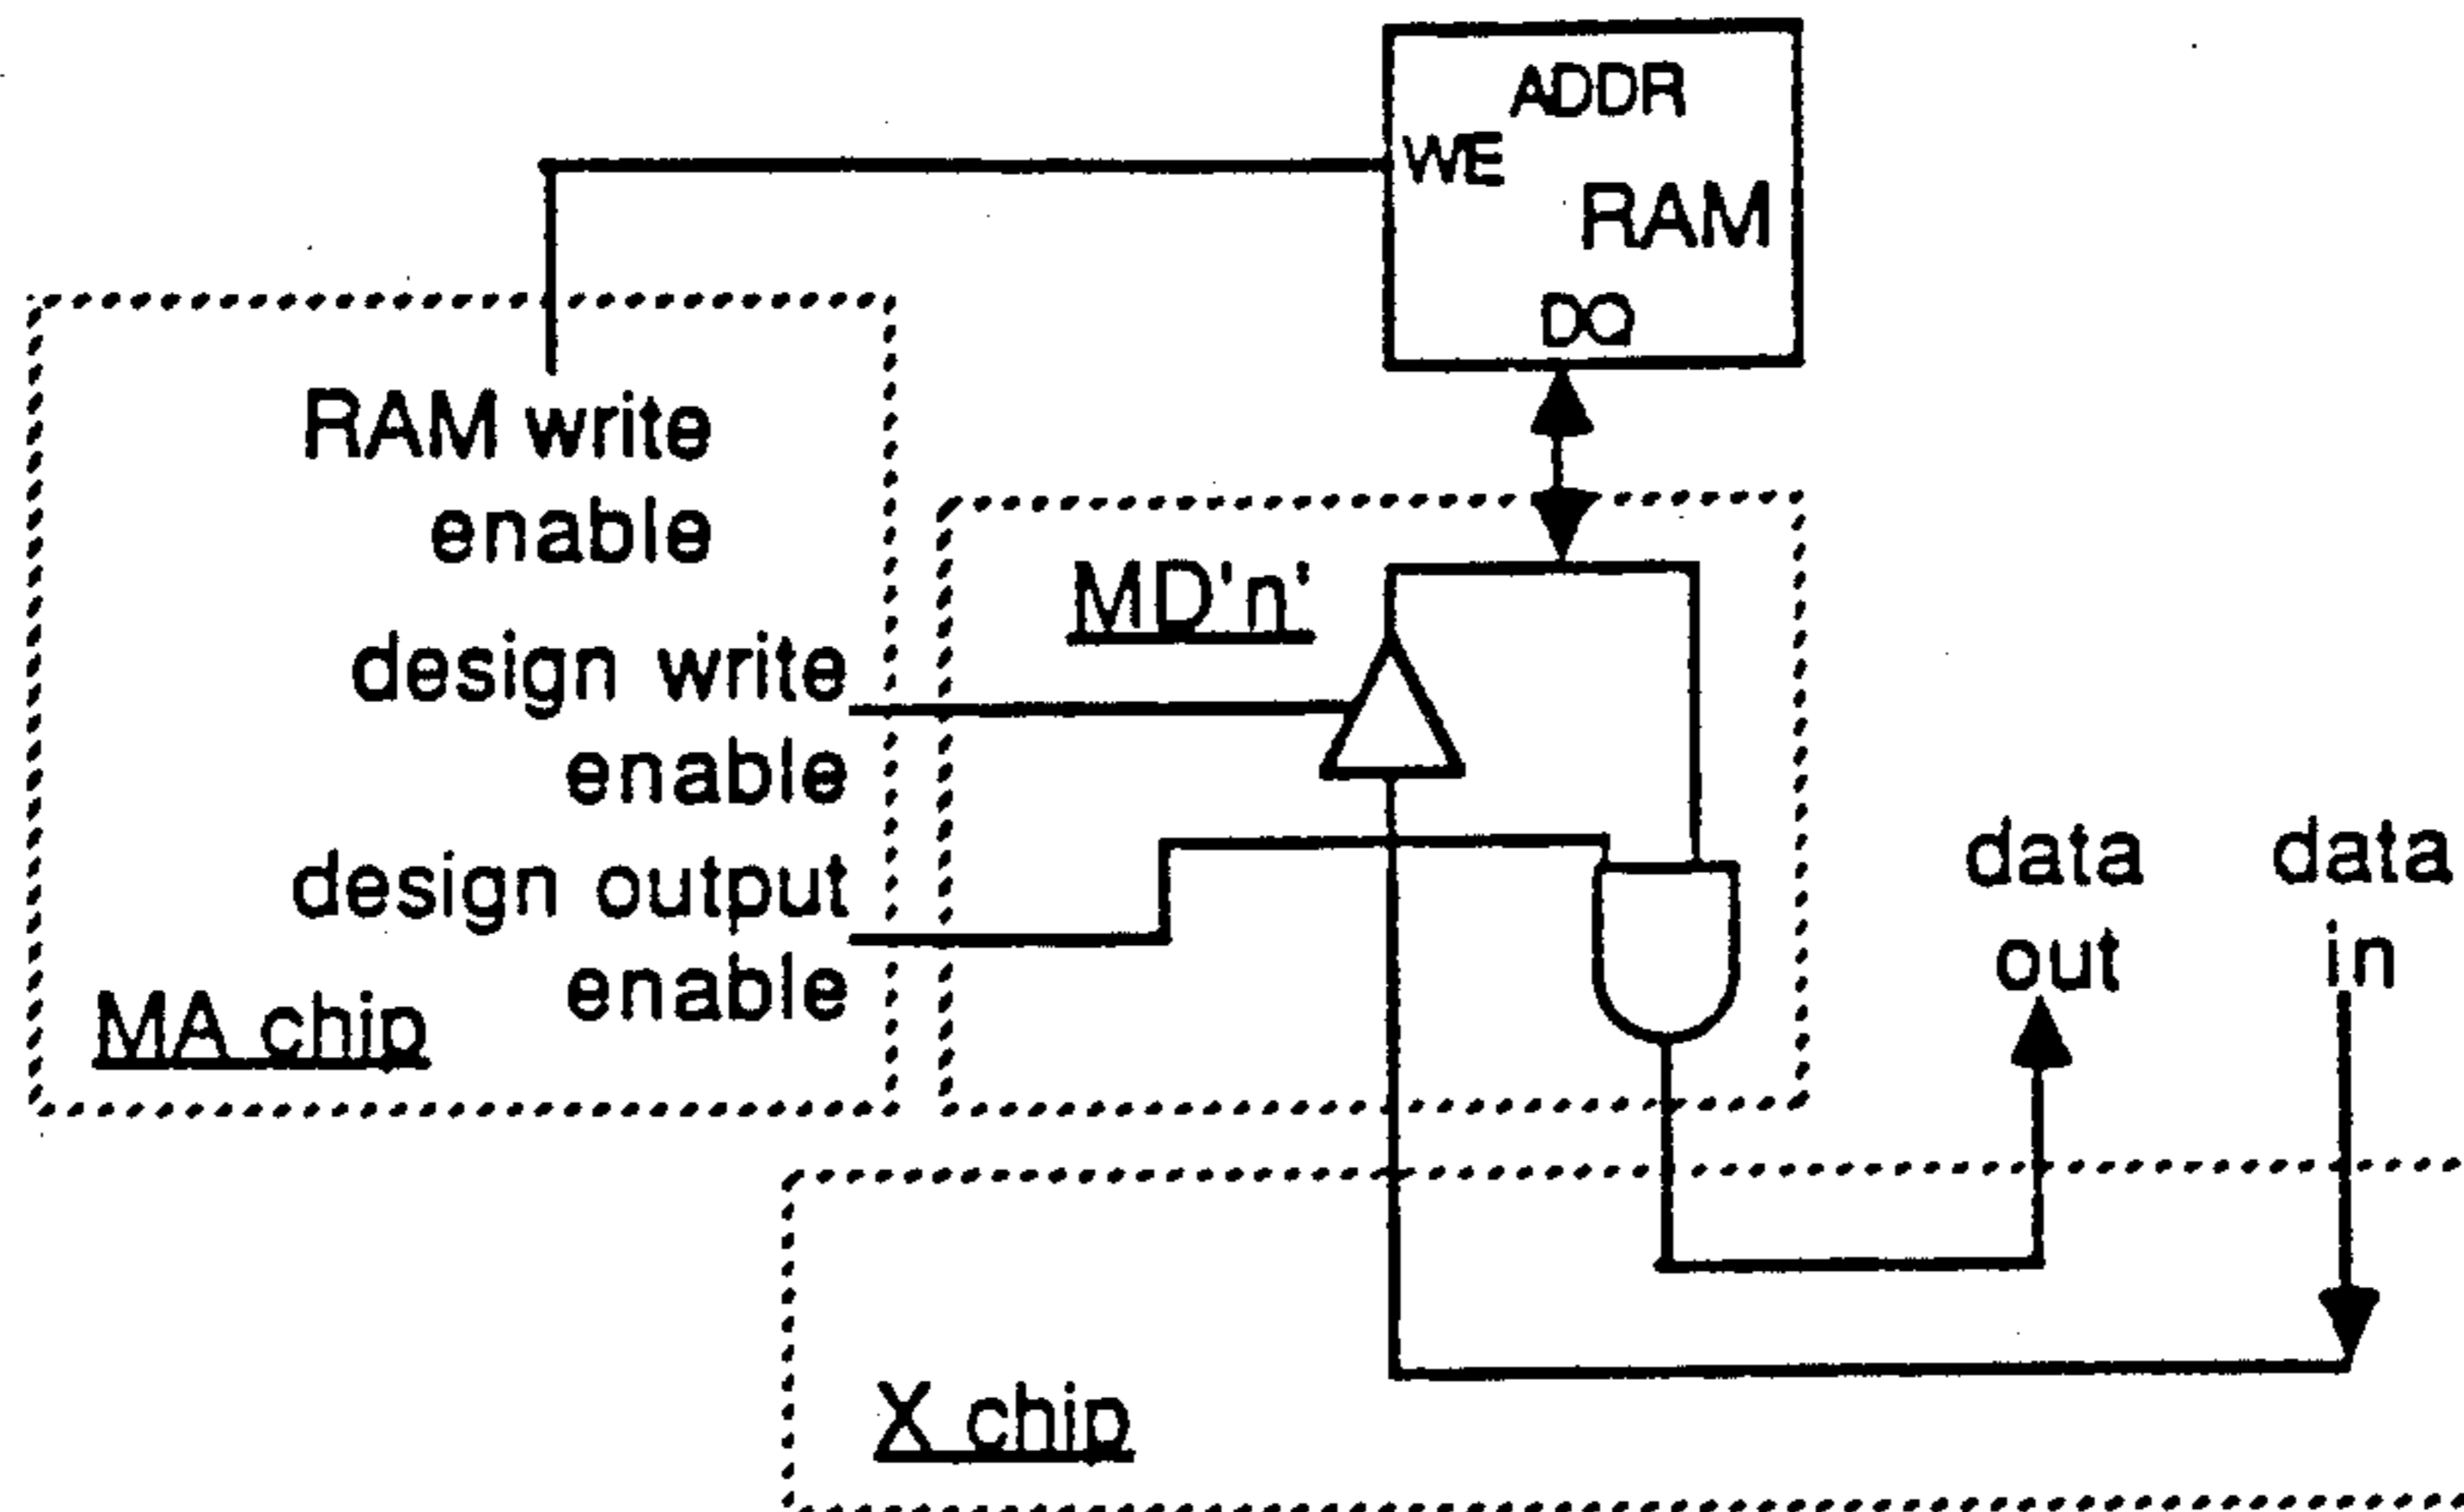 ADDR
WE
RAM
DQ
RAM write
enable
MD'n'
design write
enable
design output
enable
MA chip
data
out
data
in
X chip